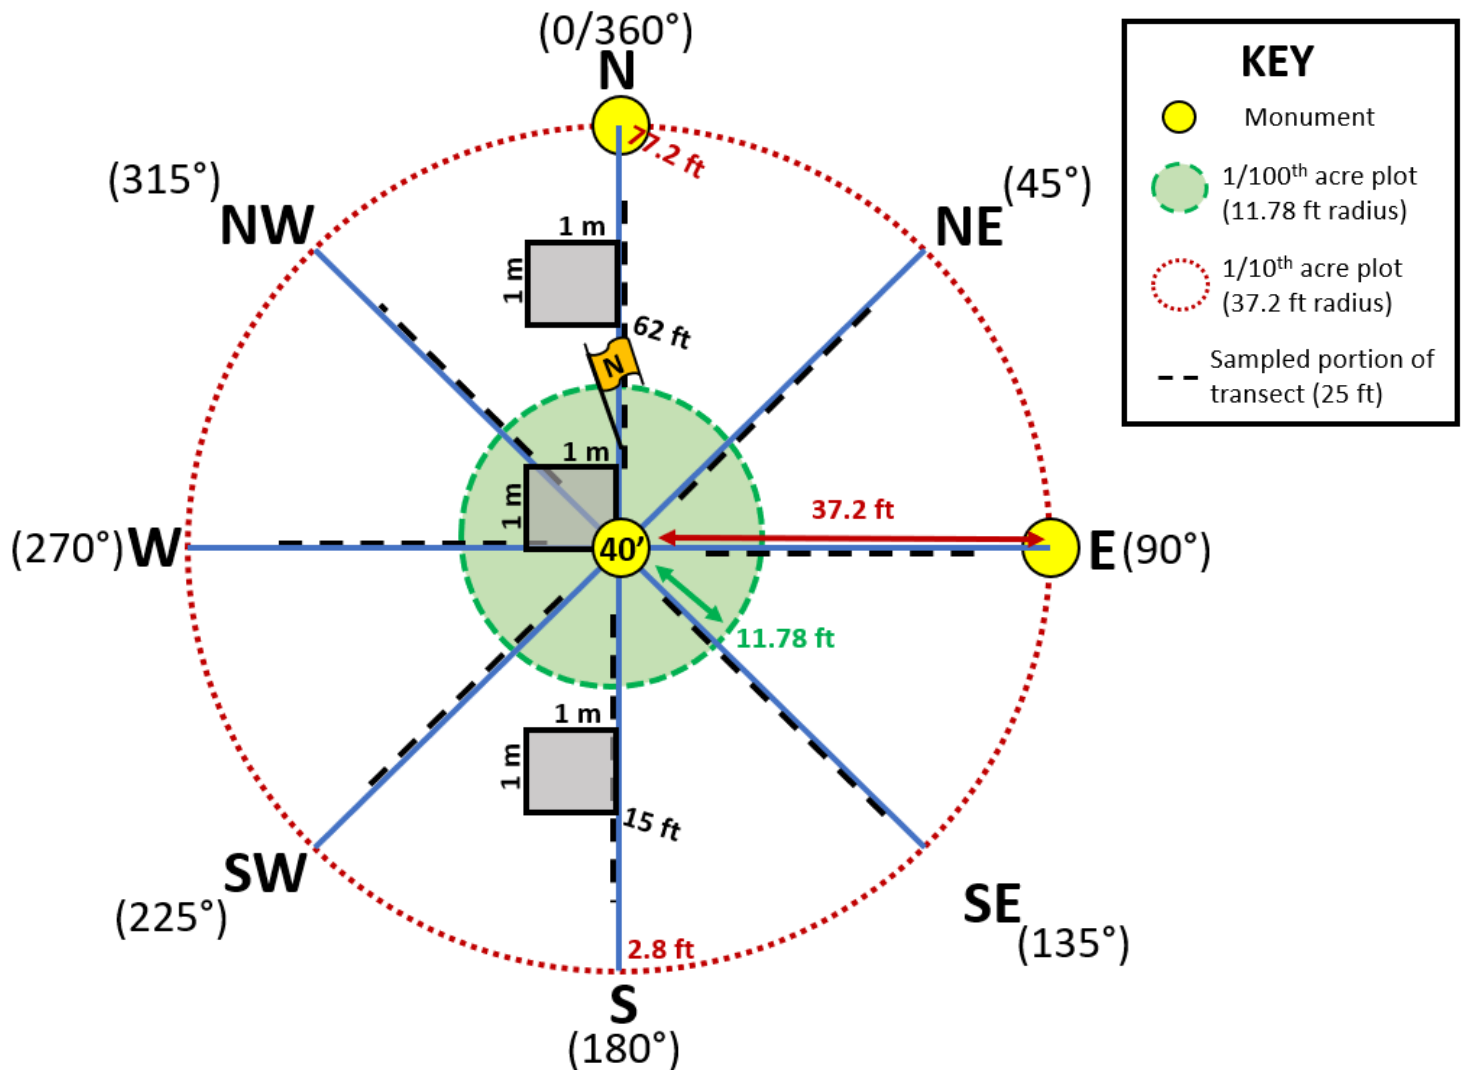 (0/360°)
N
77.2 ft
(315°)
NW
(45°)
NE
1 m
1 m
62 ft
N
1 m
1 m
37.2 ft
(270°) W
40’
E (90°)
11.78 ft
1 m
1 m
15 ft
SW
(225°)
SE
(135°)
2.8 ft
S
(180°)
KEY
Monument
1/100th acre plot
(11.78 ft radius)
1/10th acre plot
(37.2 ft radius)
Sampled portion of
transect (25 ft)